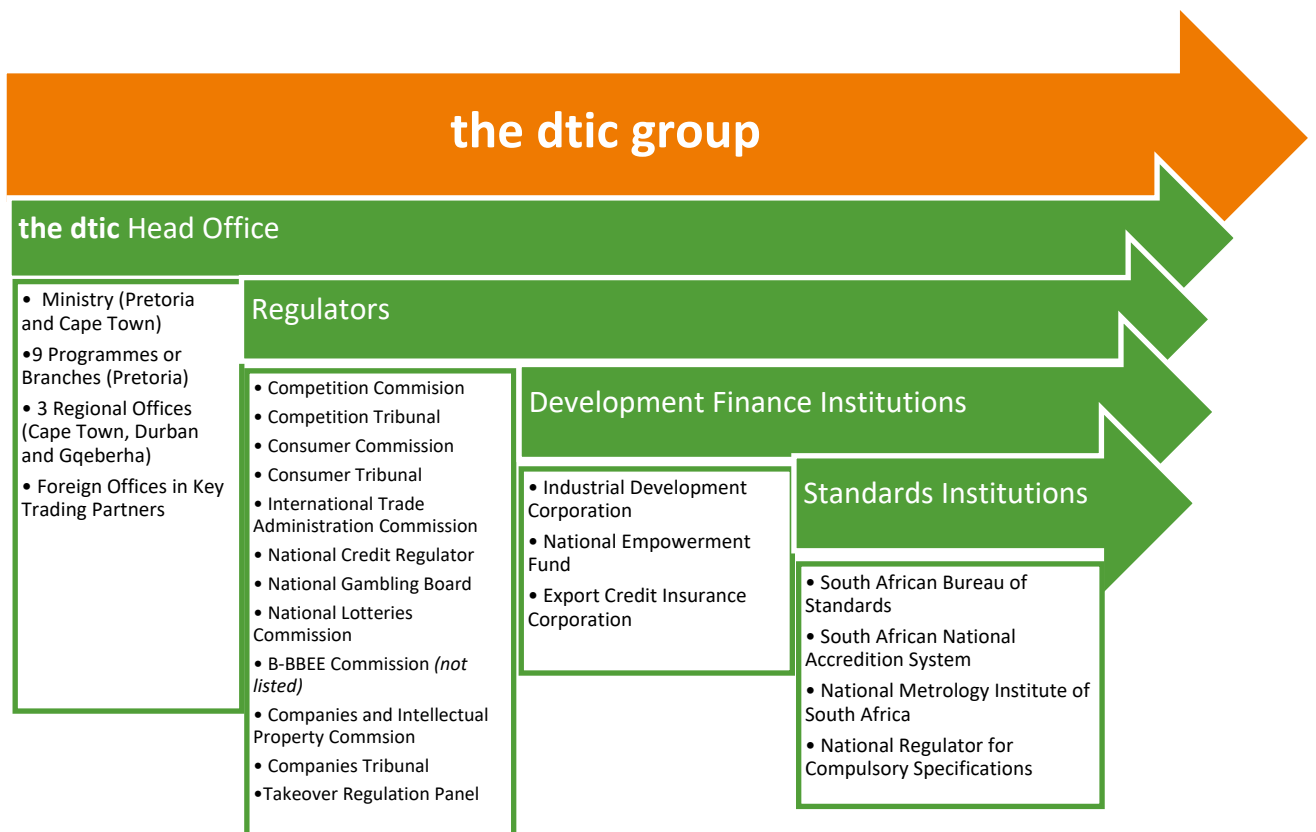 the dtic group
the dtic Head Office
• Ministry (Pretoria
and Cape Town)
•9 Programmes or
Branches (Pretoria)
• 3 Regional Offices
(Cape Town, Durban
and Gqeberha)
• Foreign Offices in Key
Trading Partners
Regulators
• Competition Commision
• Competition Tribunal
• Consumer Commission
• Consumer Tribunal
• International Trade
Administration Commission
• National Credit Regulator
• National Gambling Board
• National Lotteries
Commission
• B-BBEE Commission (not
listed)
• Companies and Intellectual
Property Commsion
• Companies Tribunal
•Takeover Regulation Panel
Development Finance Institutions
• Industrial Development
Corporation
• National Empowerment
Fund
• Export Credit Insurance
Corporation
Standards Institutions
• South African Bureau of
Standards
• South African National
Accredition System
• National Metrology Institute of
South Africa
• National Regulator for
Compulsory Specifications